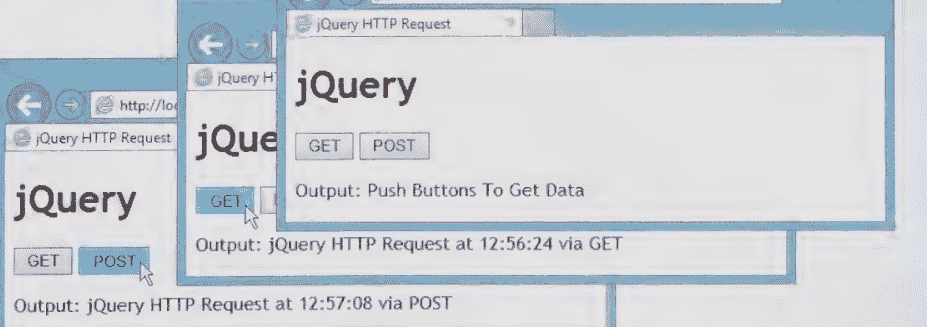 jQuery HTTP Request
jQuery
GET POST
Output: Push Buttons To Get Data
jQuery H
jQue
GET
Output: jQuery HTTP Request at 12:56:24 via GET
http://lo
jQuery HTTP Request
jQuery
GET POST
Output: jQuery HTTP Request at 12:57:08 via POST